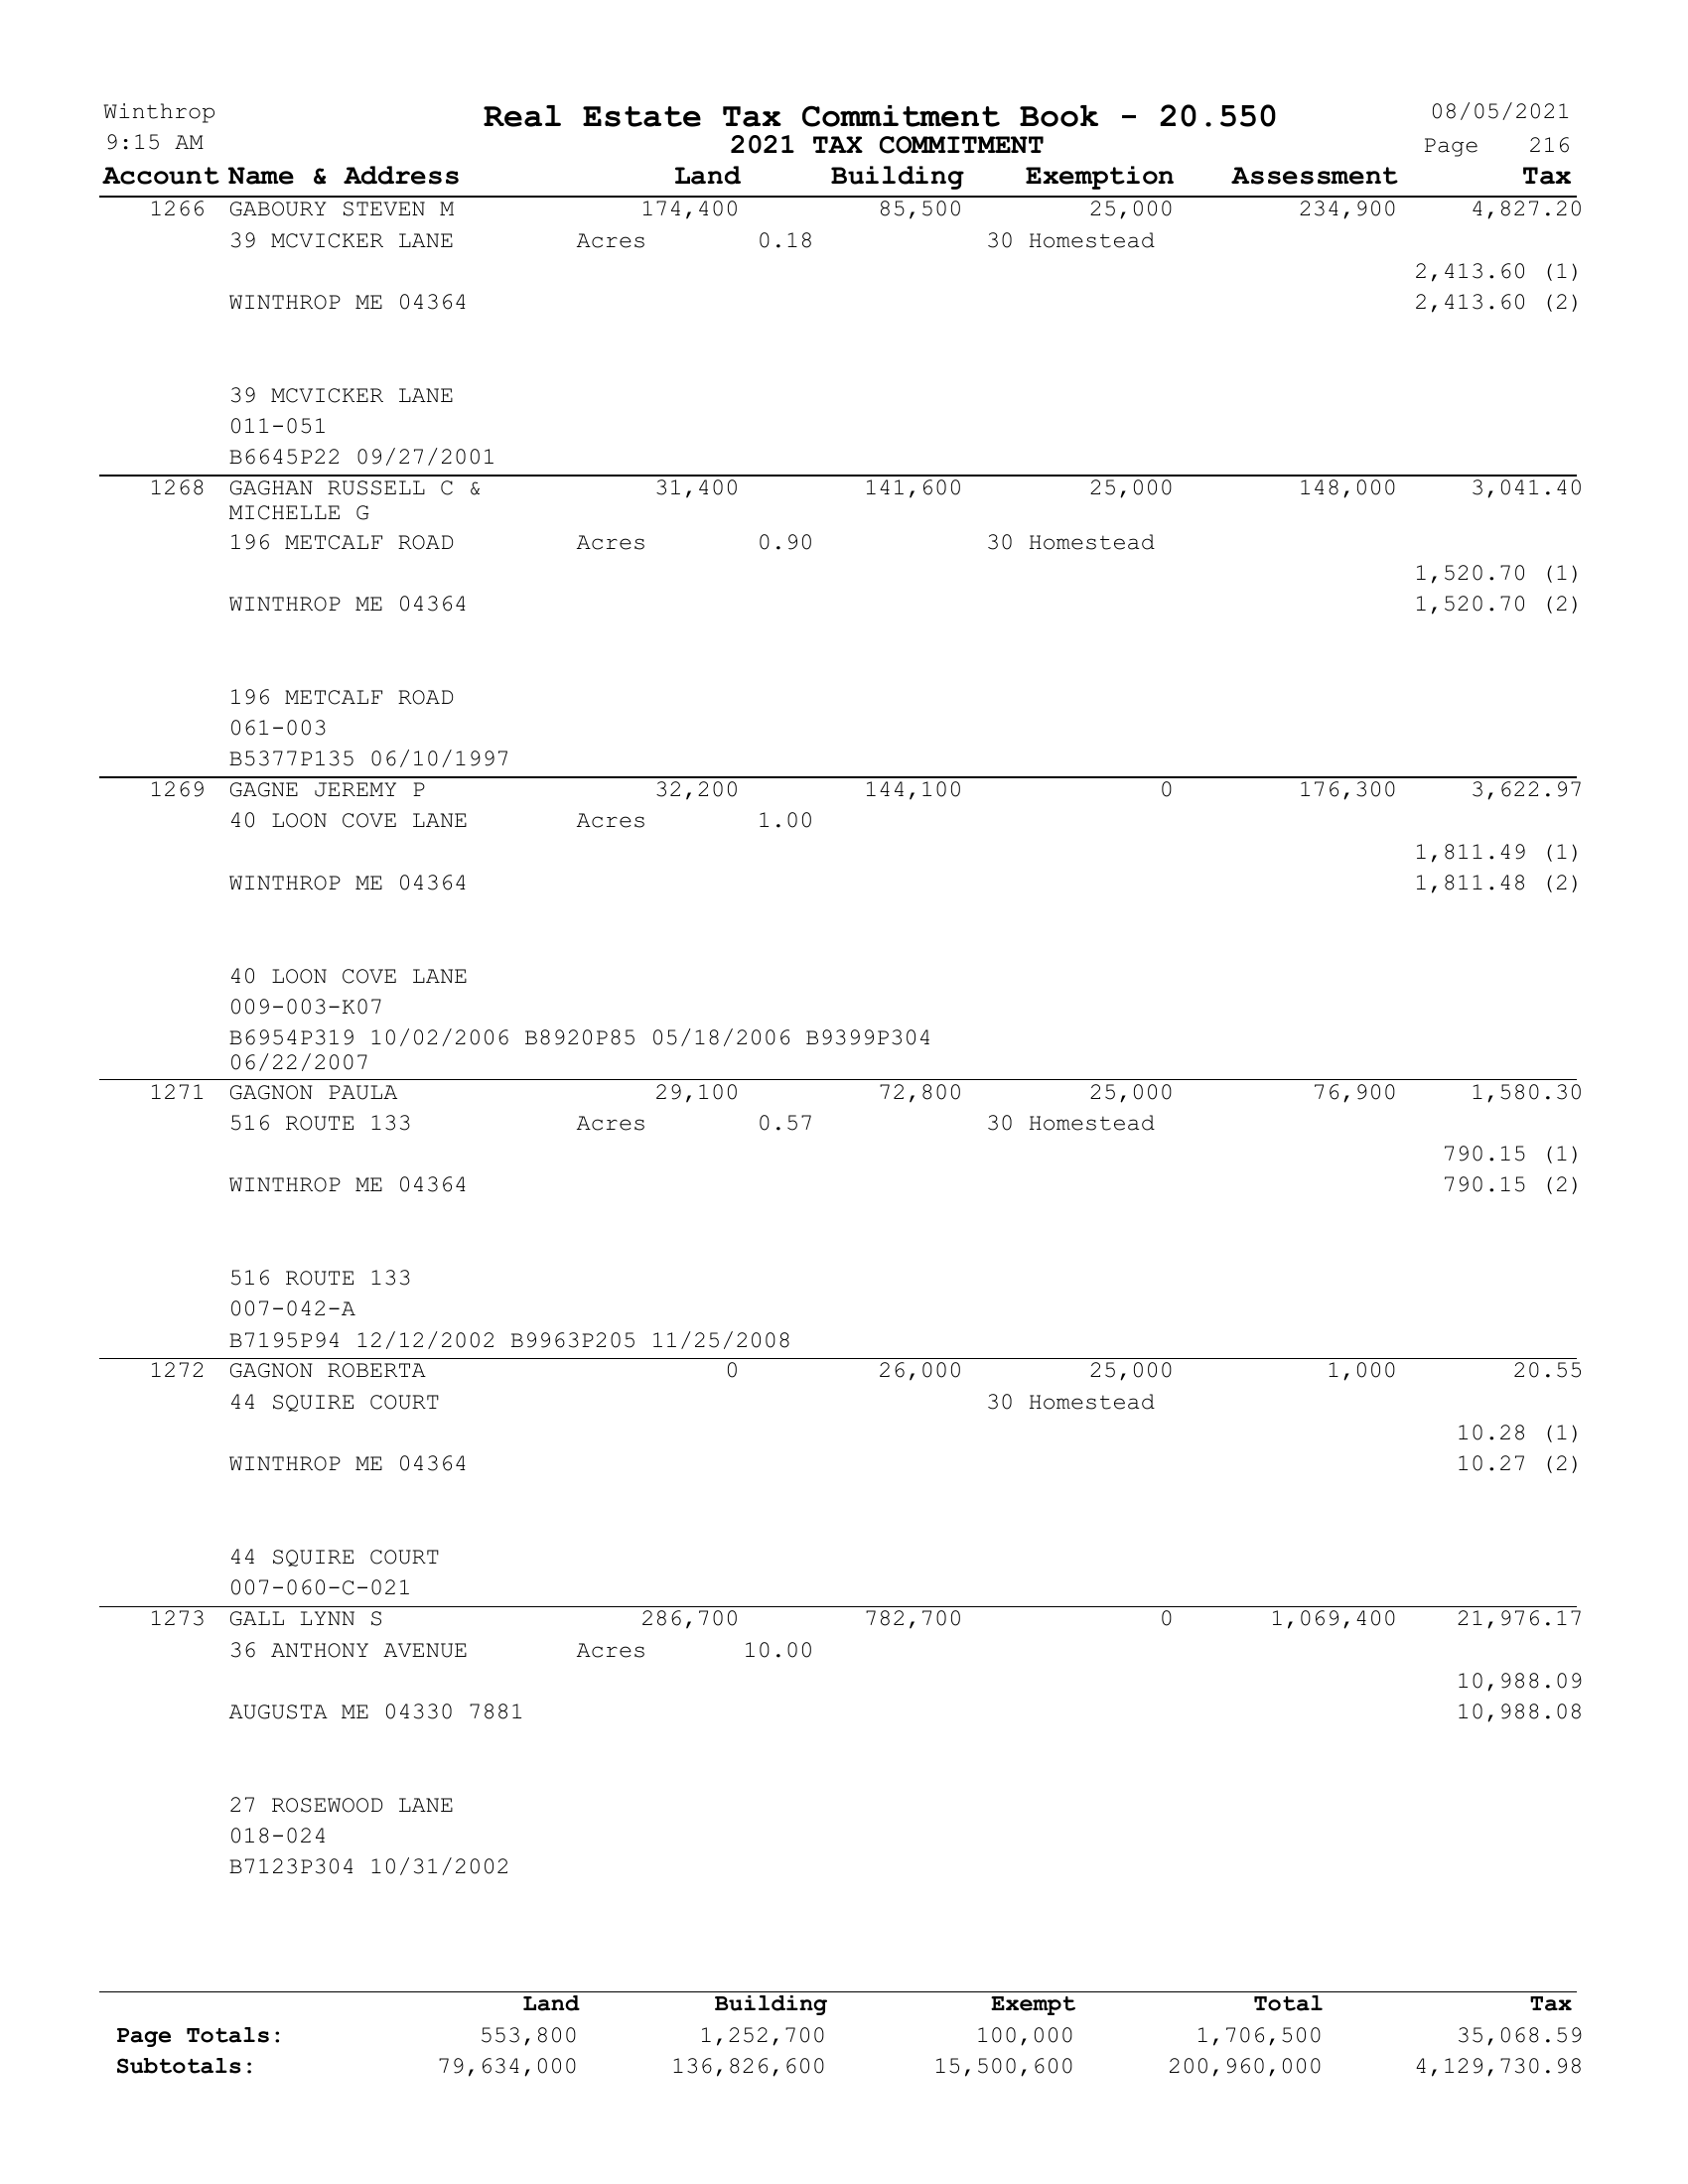 Winthrop Real Estate Tax Commitment Book - 20.550 08/05/2021
9:15 AM 2021 TAX COMMITMENT Page 216
Account Name & Address Land Building Exemption Assessment Tax
1266 GABOURY STEVEN M 174,400 85,500 25,000 234,900 4,827.20
39 MCVICKER LANE Acres 0.18 30 Homestead
2,413.60 (1)
WINTHROP ME 04364 2,413.60 (2)
39 MCVICKER LANE
011-051
B6645P22 09/27/2001
1268 GAGHAN RUSSELL C & 31,400 141,600 25,000 148,000 3,041.40
MICHELLE G
196 METCALF ROAD Acres 0.90 30 Homestead
1,520.70 (1)
WINTHROP ME 04364 1,520.70 (2)
196 METCALF ROAD
061-003
B5377P135 06/10/1997
1269 GAGNE JEREMY P 32,200 144,100 0 176,300 3,622.97
40 LOON COVE LANE Acres 1.00
1,811.49 (1)
WINTHROP ME 04364 1,811.48 (2)
40 LOON COVE LANE
009-003-K07
B6954P319 10/02/2006 B8920P85 05/18/2006 B9399P304
06/22/2007
1271 GAGNON PAULA 29,100 72,800 25,000 76,900 1,580.30
516 ROUTE 133 Acres 0.57 30 Homestead
790.15 (1)
WINTHROP ME 04364 790.15 (2)
516 ROUTE 133
007-042-A
B7195P94 12/12/2002 B9963P205 11/25/2008
1272 GAGNON ROBERTA 0 26,000 25,000 1,000 20.55
44 SQUIRE COURT 30 Homestead
10.28 (1)
WINTHROP ME 04364 10.27 (2)
44 SQUIRE COURT
007-060-C-021
1273 GALL LYNN S 286,700 782,700 0 1,069,400 21,976.17
36 ANTHONY AVENUE Acres 10.00
10,988.09
AUGUSTA ME 04330 7881 10,988.08
27 ROSEWOOD LANE
018-024
B7123P304 10/31/2002
Land Building Exempt Total Tax
Page Totals: 553,800 1,252,700 100,000 1,706,500 35,068.59
Subtotals: 79,634,000 136,826,600 15,500,600 200,960,000 4,129,730.98